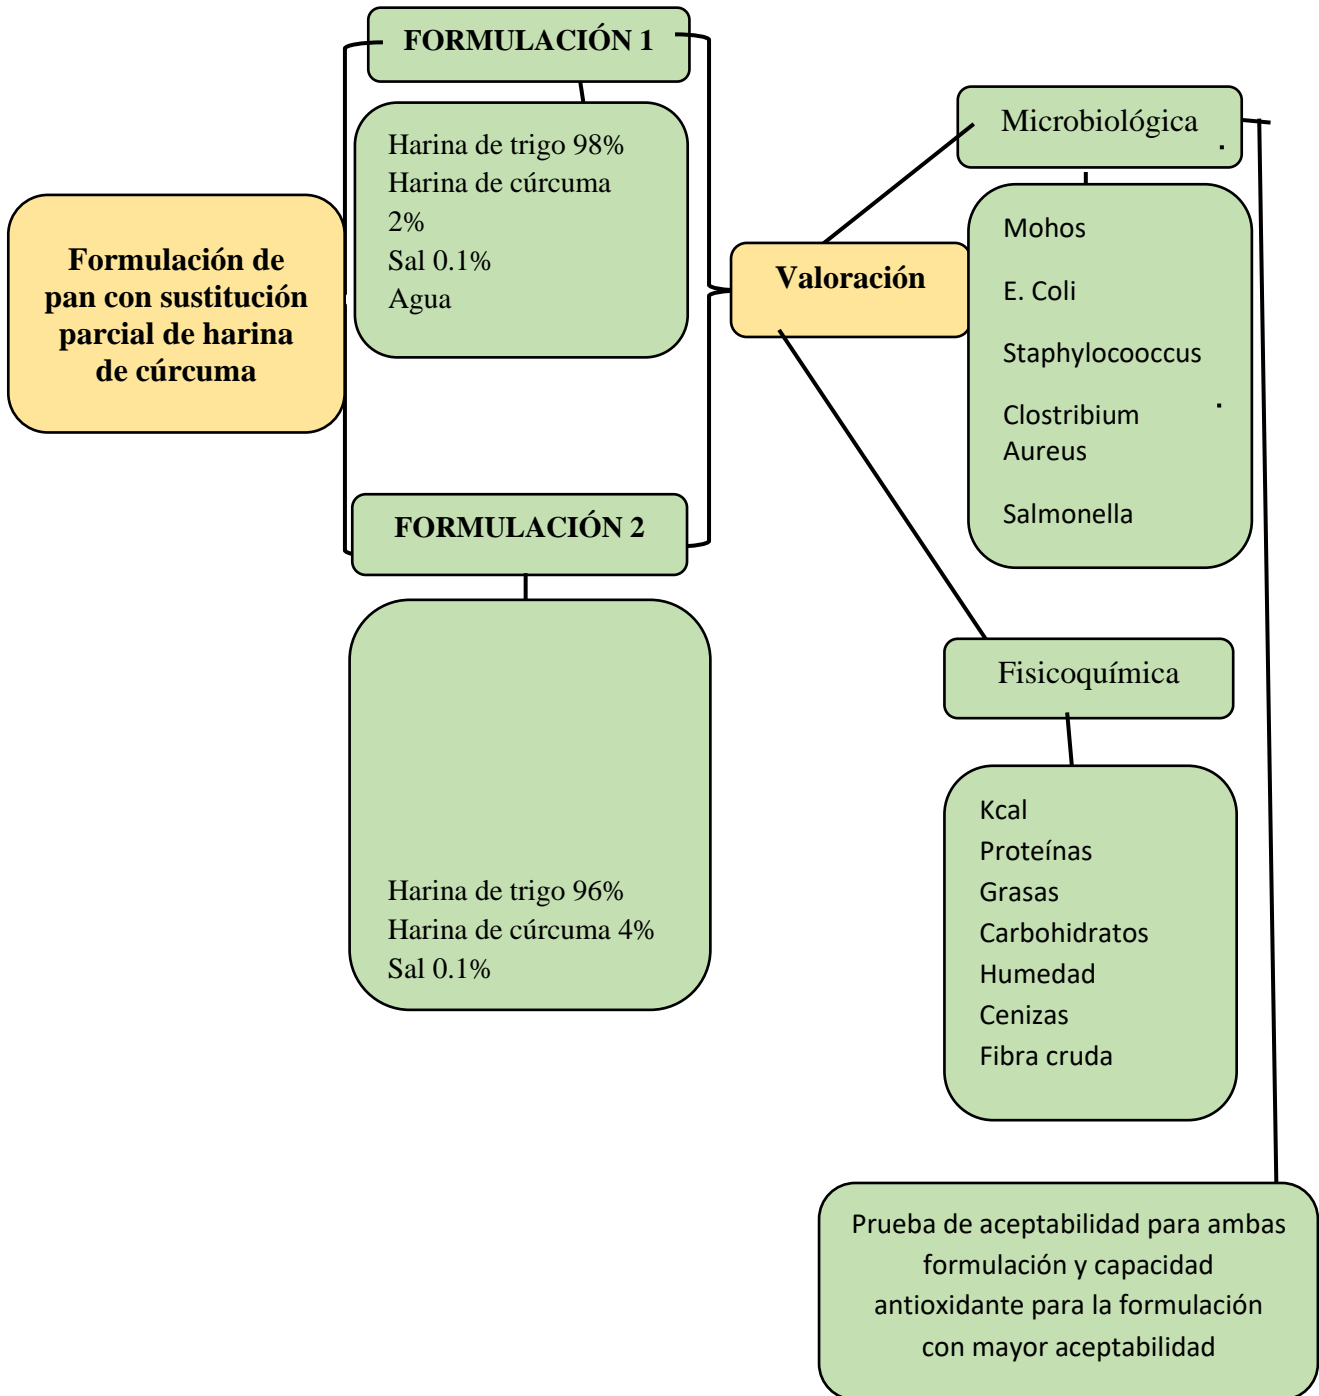 FORMULACIÓN 1
Harina de trigo 98%
Harina de cúrcuma
2%
Sal 0.1%
Agua
Formulación de
pan con sustitución
parcial de harina
de cúrcuma
FORMULACIÓN 2
Harina de trigo 96%
Harina de cúrcuma 4%
Sal 0.1%
Valoración
Microbiológica
.
Mohos
E. Coli
Staphylocooccus
Clostribium
.
Aureus
Salmonella
Fisicoquímica
Kcal
Proteínas
Grasas
Carbohidratos
Humedad
Cenizas
Fibra cruda
Prueba de aceptabilidad para ambas
formulación y capacidad
antioxidante para la formulación
con mayor aceptabilidad